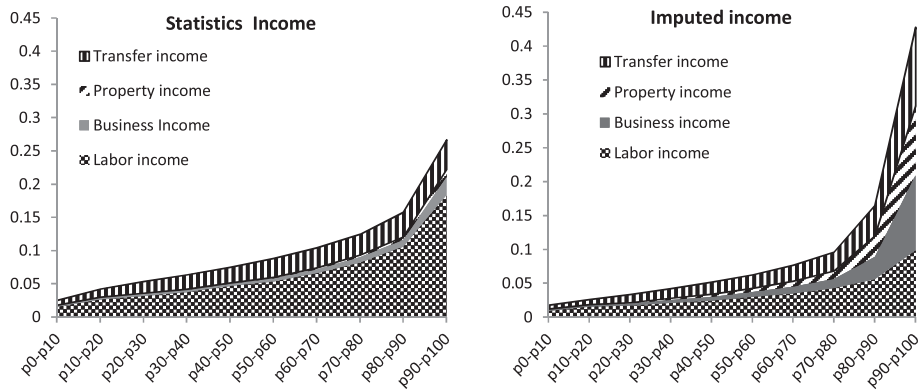 Statistics Income
0.45
0.4
0.35
0.3
0.25
0.2
0.15
0.1
0.05
0
Transfer income
Property income
Business Income
Labor income
p0-p10
p10-p20
p20-p30
p30-p40
p40-p50
p50-p60
p60-p70
p70-p80
p80-p90
p90-p100
Imputed income
0.45
0.4
0.35
0.3
0.25
0.2
0.15
0.1
0.05
0
Transfer income
Property income
Business income
Labor income
p0-p10
p10-p20
p20-p30
p30-p40
p40-p50
p50-p60
p60-p70
p70-p80
p80-p90
p90-p100